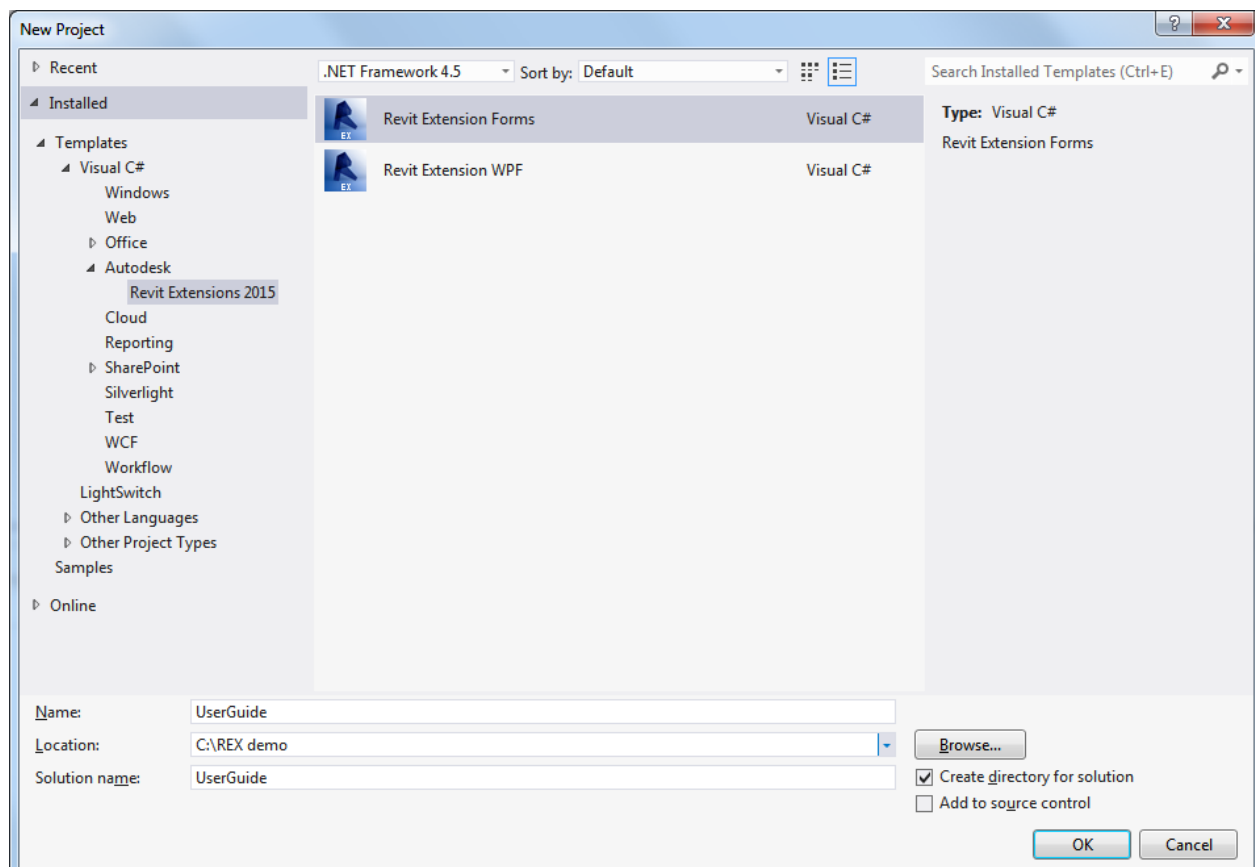 New Project
Recent
.NET Framework 4.5 Sort by: Default
Search Installed Templates (Ctrl+E)
Installed
Templates
Visual C#
Windows
Web
Office
Autodesk
Revit Extensions 2015
Cloud
Reporting
SharePoint
Silverlight
Test
WCF
Workflow
LightSwitch
Other Languages
Other Project Types
Samples
Online
EX Revit Extension Forms Visual C#
EX Revit Extension WPF Visual C#
Type: Visual C#
Revit Extension Forms
Name: UserGuide
Location: C:\REX demo
Browse...
Solution name: UserGuide
Create directory for solution
Add to source control
OK Cancel